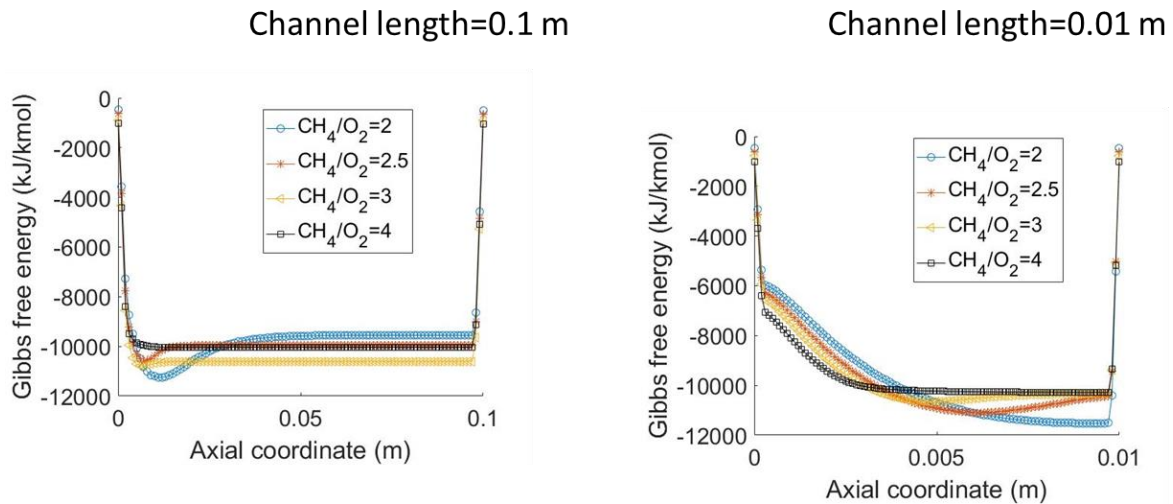 Channel length=0.1 m
Channel length=0.01 m
Gibbs free energy (kJ/kmol)
0
-2000
-4000
-6000
-8000
-10000
-12000
CH₄/O₂=2
CH₄/O₂=2.5
CH₄/O₂=3
CH₄/O₂=4
0
0.05
0.1
Axial coordinate (m)
Gibbs free energy (kJ/kmol)
0
-2000
-4000
-6000
-8000
-10000
-12000
CH₄/O₂=2
CH₄/O₂=2.5
CH₄/O₂=3
CH₄/O₂=4
0
0.005
0.01
Axial coordinate (m)